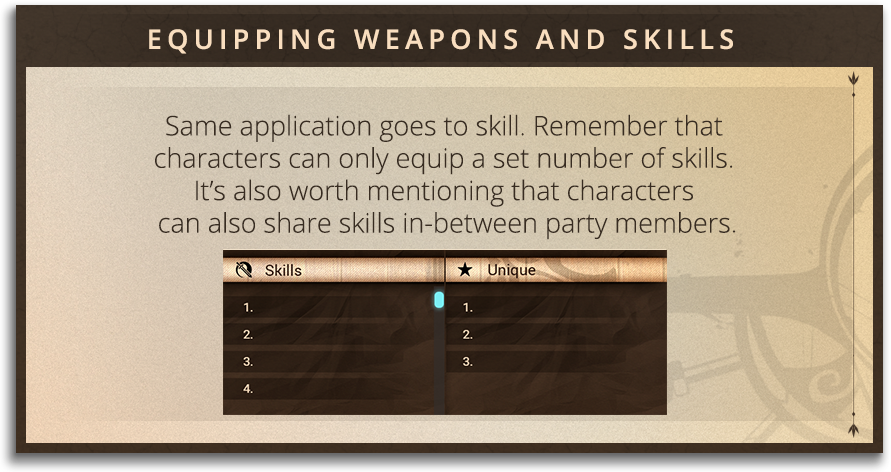 EQUIPPING WEAPONS AND SKILLS
Same application goes to skill. Remember that
characters can only equip a set number of skills.
It's also worth mentioning that characters
can also share skills in-between party members.
Skills
1.
2.
3.
4.
Unique
1.
2.
3.